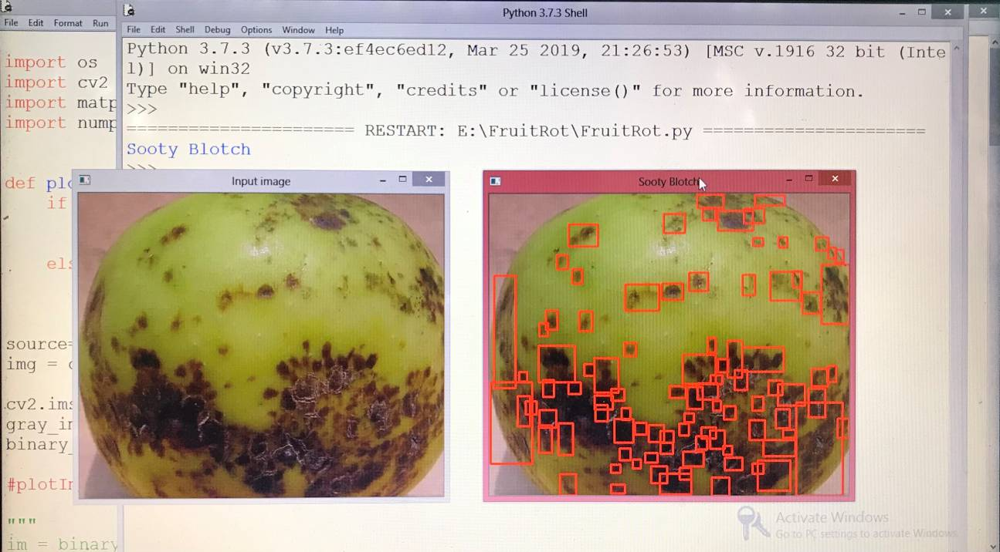 Python 3.7.3 Shell
File Edit Format Run
File Edit Shell Debug Options Window Help
Python 3.7.3 (v3.7.3:ef4ec6ed12, Mar 25 2019, 21:26:53) [MSC v.1916 32 bit (Inte
l)] on win32
Type "help", "copyright", "credits" or "license()" for more information.
>>>
====================== RESTART: E:\FruitRot\FruitRot.py ======================
Sooty Blotch
>>>
import os
import cv2
import matp
import nump
def plo
if
els
source=
img = c
.cv2.ims
gray_im
binary_
#plotIm
"""
im = binary
Input image
Sooty Blotch
Activate Windows
Go to PC settings to activate Windows.